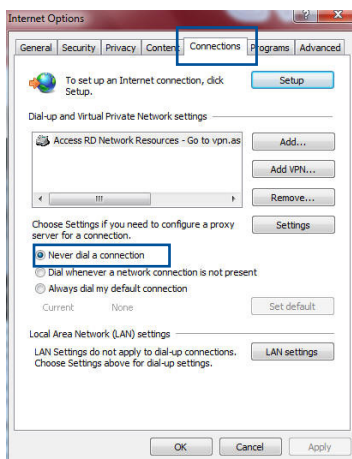 Internet Options
General Security Privacy Content Connections Programs Advanced
To set up an Internet connection, click
Setup.
Setup
Dial-up and Virtual Private Network settings
Access RD Network Resources - Go to vpn.as
Add...
Add VPN...
Remove...
Choose Settings if you need to configure a proxy
server for a connection.
Settings
Never dial a connection
Dial whenever a network connection is not present
Always dial my default connection
Current None
Set default
Local Area Network (LAN) settings
LAN Settings do not apply to dial-up connections.
Choose Settings above for dial-up settings.
LAN settings
OK Cancel Apply